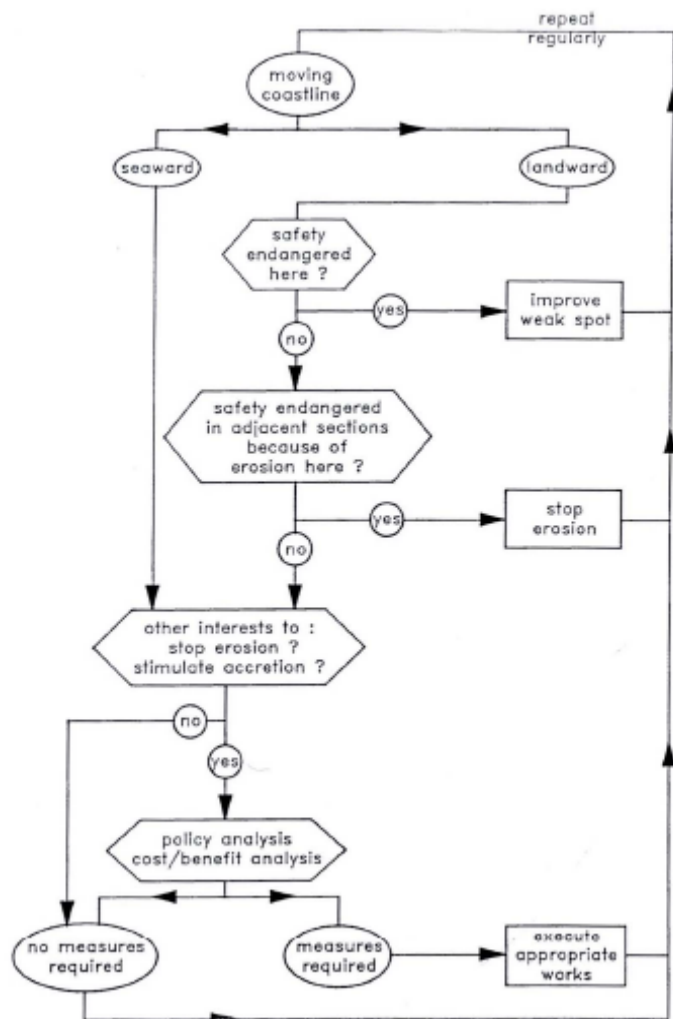 repeat
regularly
moving
coastline
seaward
landward
safety
endangered
here ?
yes
improve
weak spot
no
safety endangered
in adjacent sections
because of
erosion here ?
yes
stop
erosion
no
other interests to :
stop erosion ?
stimulate accretion ?
no
yes
policy analysis
cost/benefit analysis
no measures
required
measures
required
execute
appropriate
works